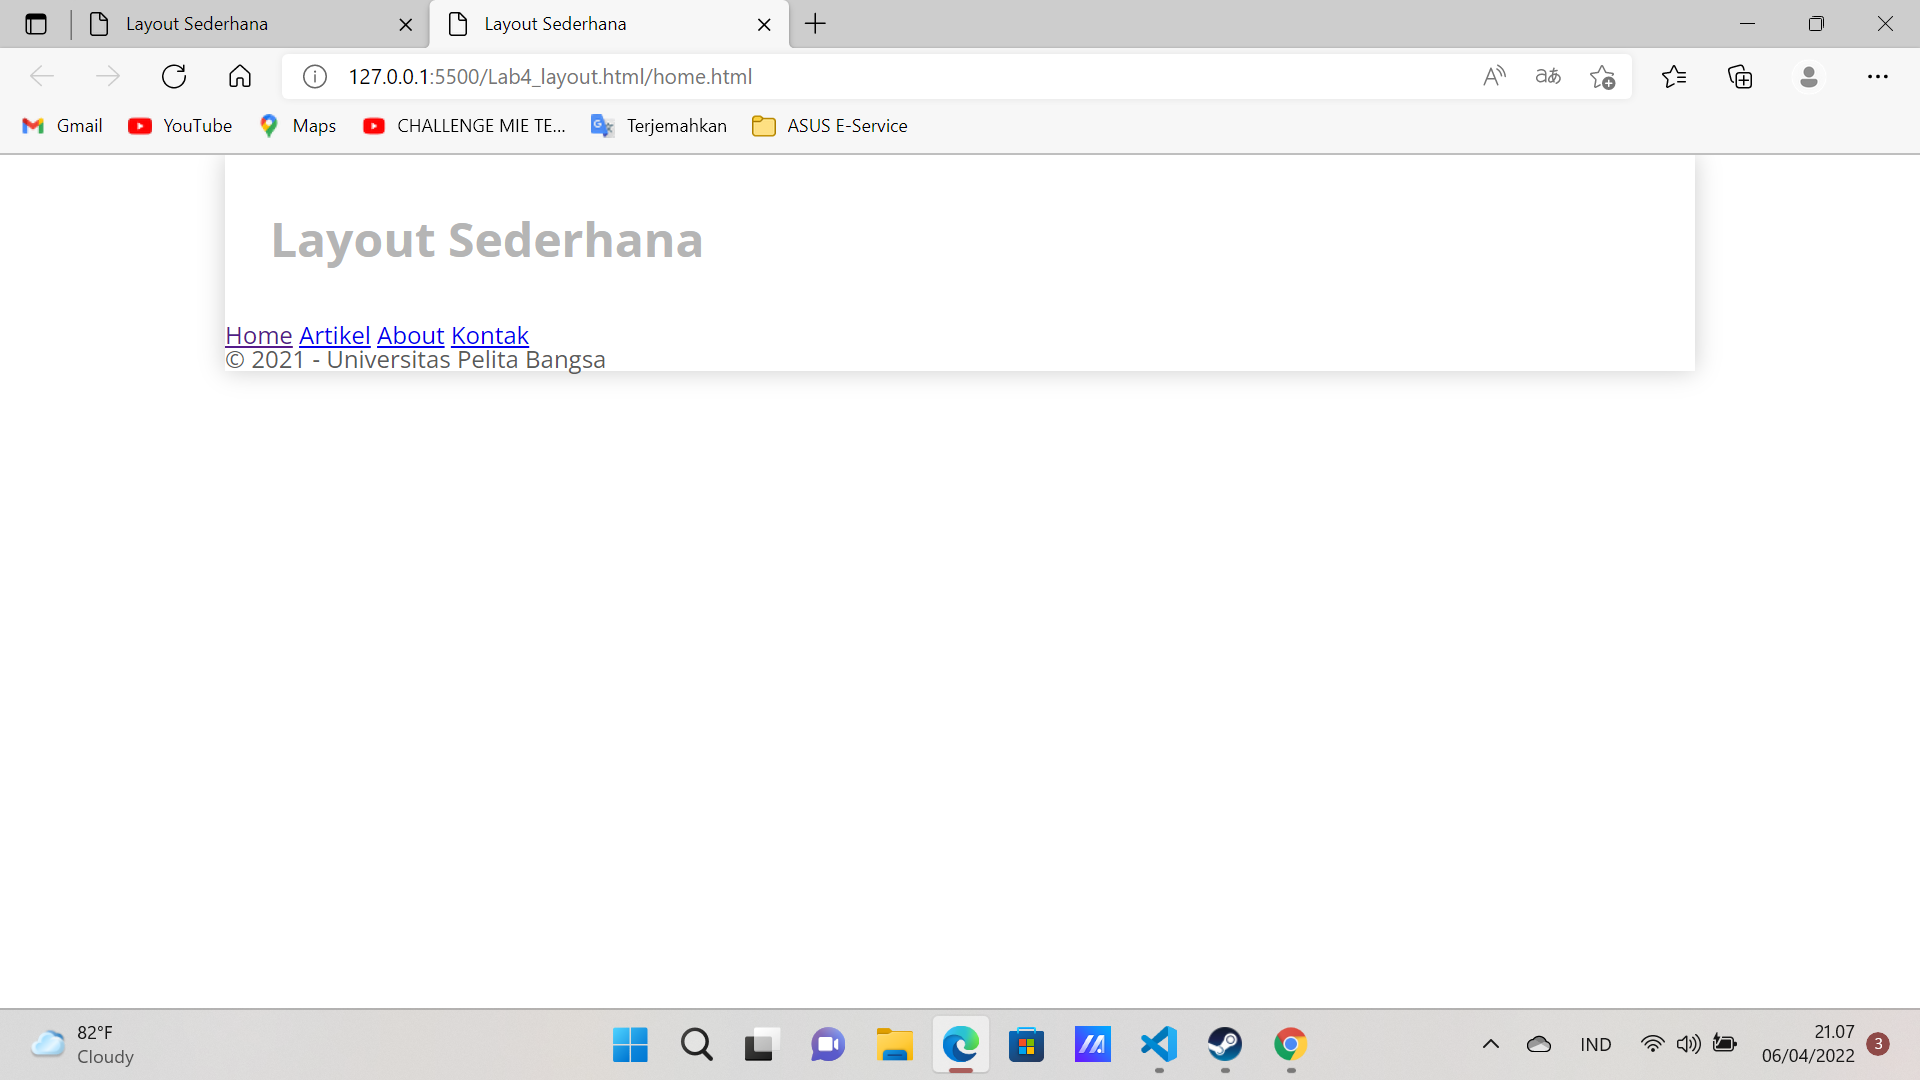 Layout Sederhana
Layout Sederhana
127.0.0.1:5500/Lab4_layout.html/home.html
Gmail
YouTube
Maps
CHALLENGE MIE TE...
Terjemahkan
ASUS E-Service
Layout Sederhana
Home Artikel About Kontak
© 2021 - Universitas Pelita Bangsa
82°F
Cloudy
IND
21.07
06/04/2022
3